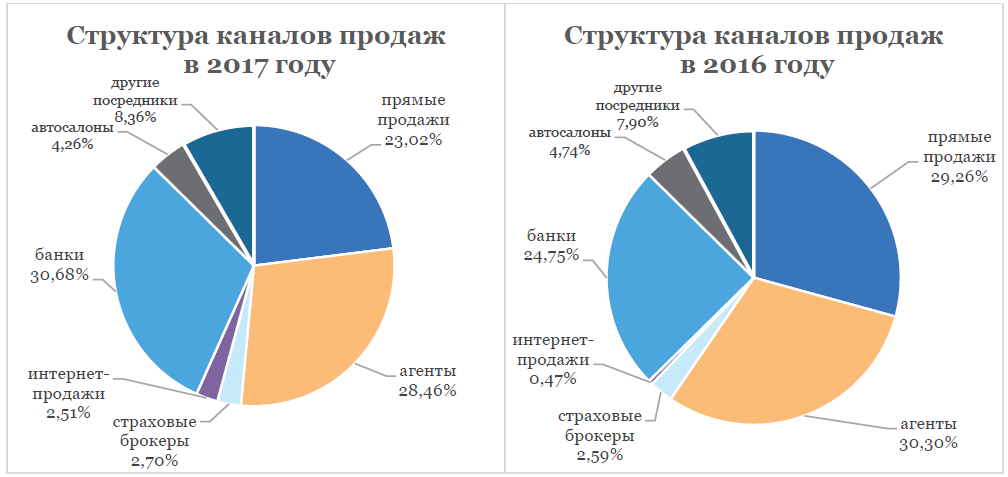 Структура каналов продаж
в 2017 году
другие
посредники
8,36%
прямые
продажи
23,02%
автосалоны
4,26%
банки
30,68%
интернет-
продажи
2,51%
страховые
брокеры
2,70%
агенты
28,46%
Структура каналов продаж
в 2016 году
другие
посредники
7,90%
прямые
продажи
29,26%
автосалоны
4,74%
банки
24,75%
интернет-
продажи
0,47%
страховые
брокеры
2,59%
агенты
30,30%